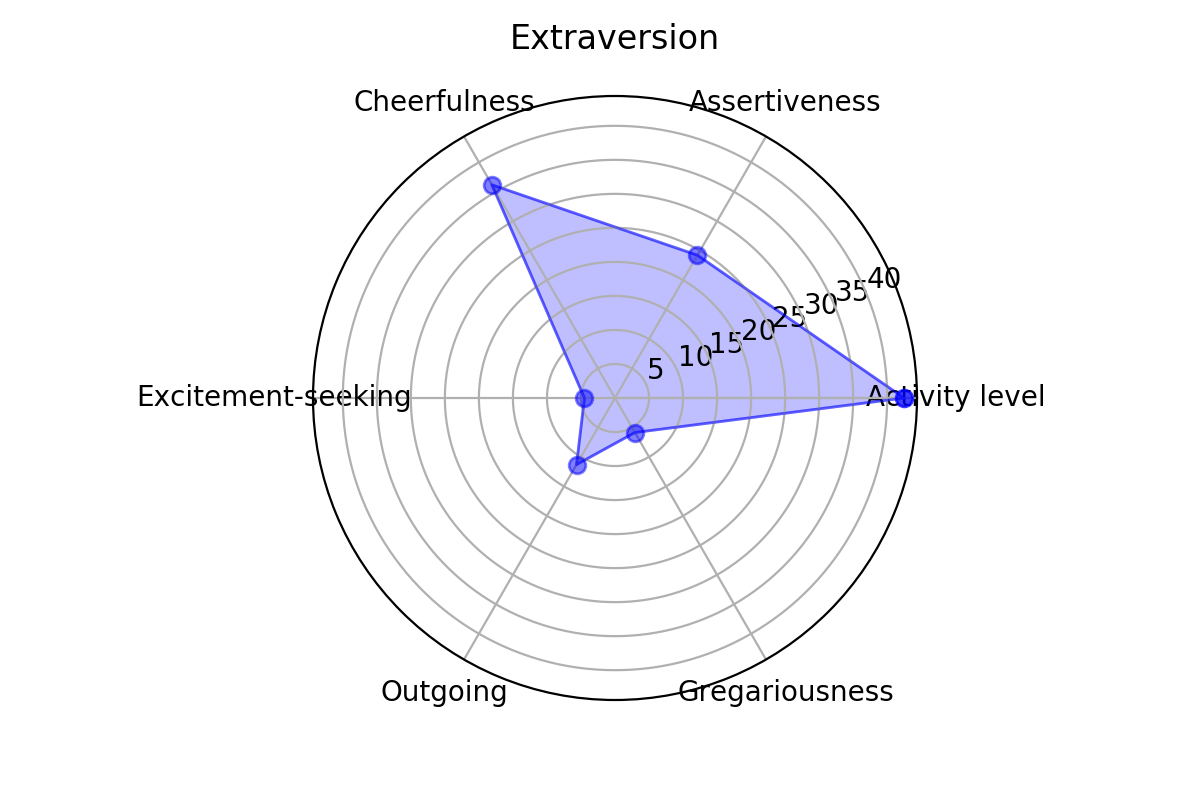 Extraversion
Cheerfulness
Assertiveness
40
35
30
25
20
15
10
5
Excitement-seeking
Activity level
Outgoing
Gregariousness